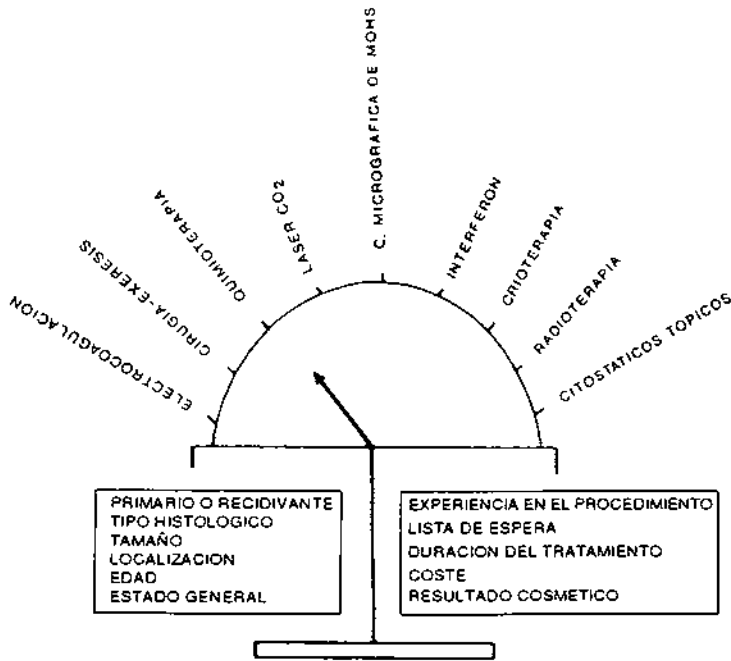 ELECTROCOAGULACION
CIRUGIA-EXERESIS
QUIMIOTERAPIA
LASER CO2
C. MICROGRAFICA DE MOHS
INTERFERON
CRIOTERAPIA
RADIOTERAPIA
CITOSTATICOS TOPICOS
PRIMARIO O RECIDIVANTE
TIPO HISTOLOGICO
TAMAÑO
LOCALIZACION
EDAD
ESTADO GENERAL
EXPERIENCIA EN EL PROCEDIMIENTO
LISTA DE ESPERA
DURACION DEL TRATAMIENTO
COSTE
RESULTADO COSMETICO